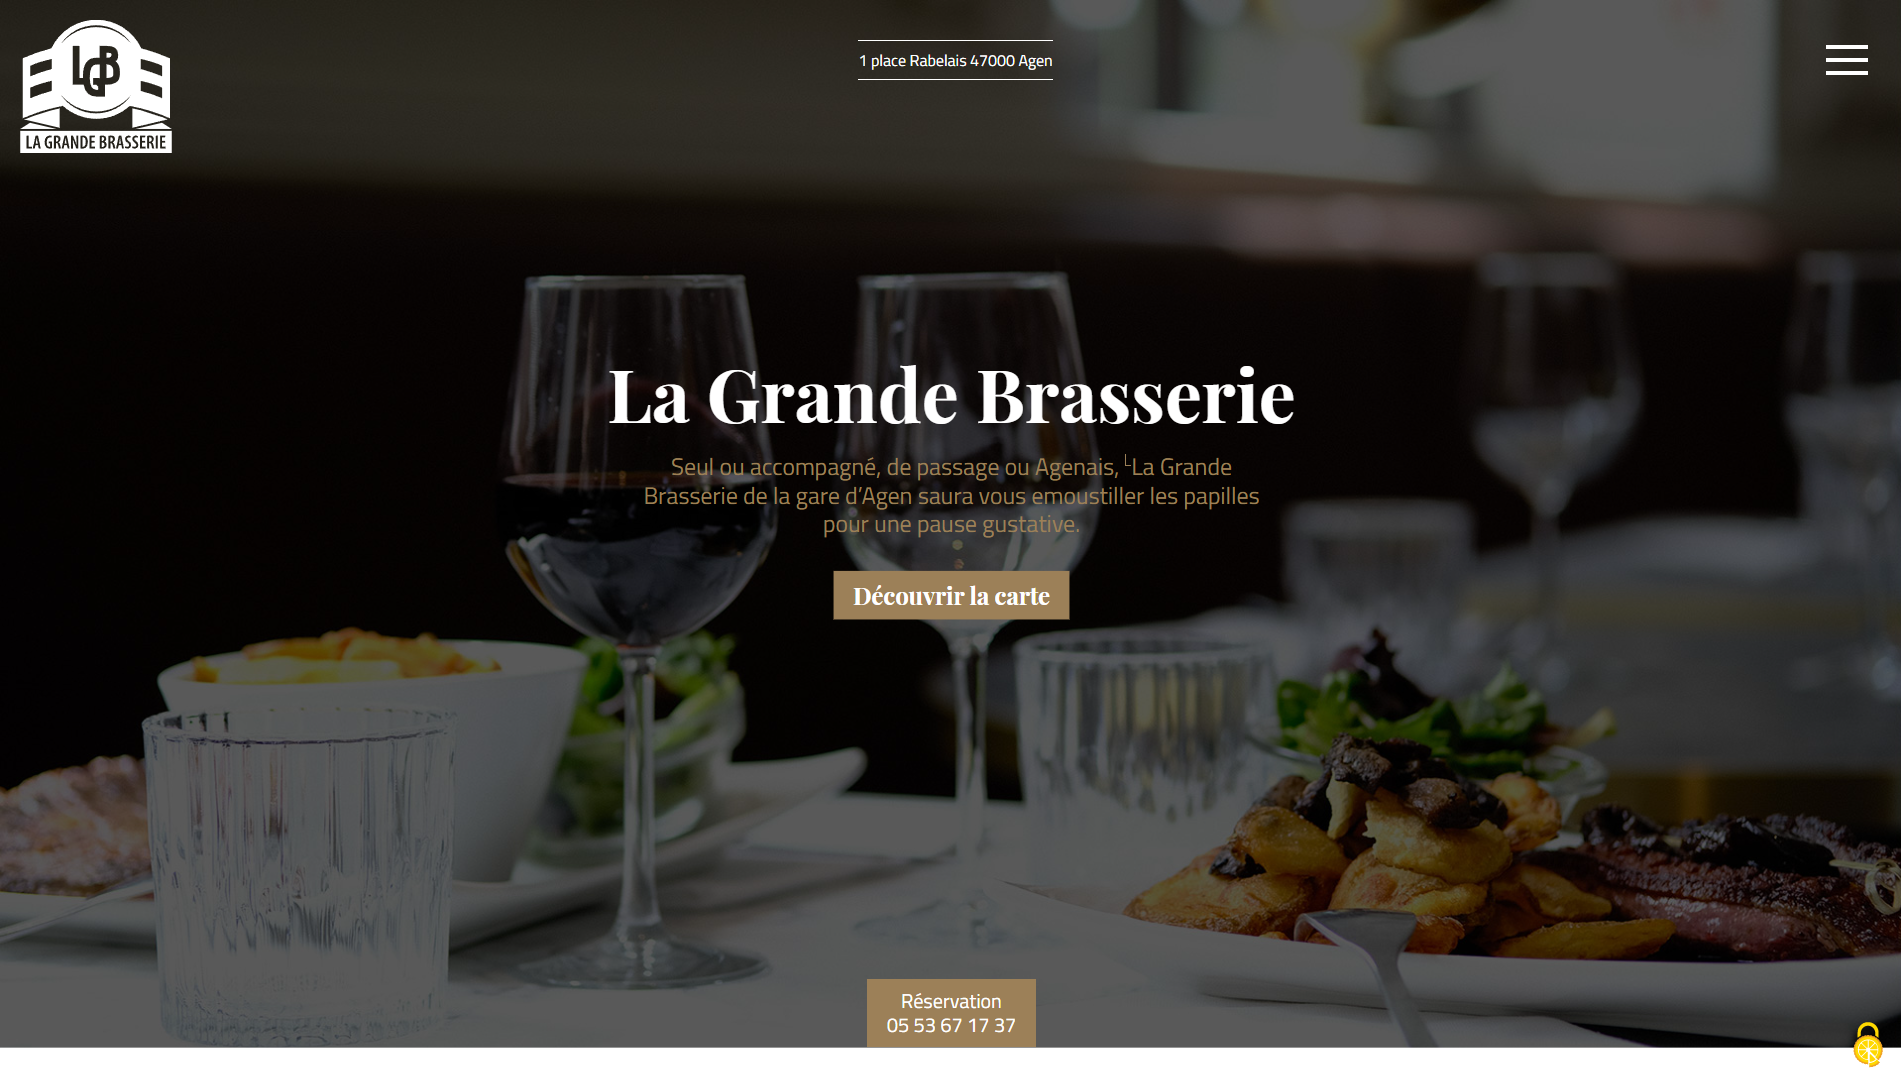 LGB
LA GRANDE BRASSERIE
1 place Rabelais 47000 Agen
La Grande Brasserie
Seul ou accompagné, de passage ou Agenais, └La Grande
Brasserie de la gare d’Agen saura vous emoustiller les papilles
pour une pause gustative.
Découvrir la carte
Réservation
05 53 67 17 37